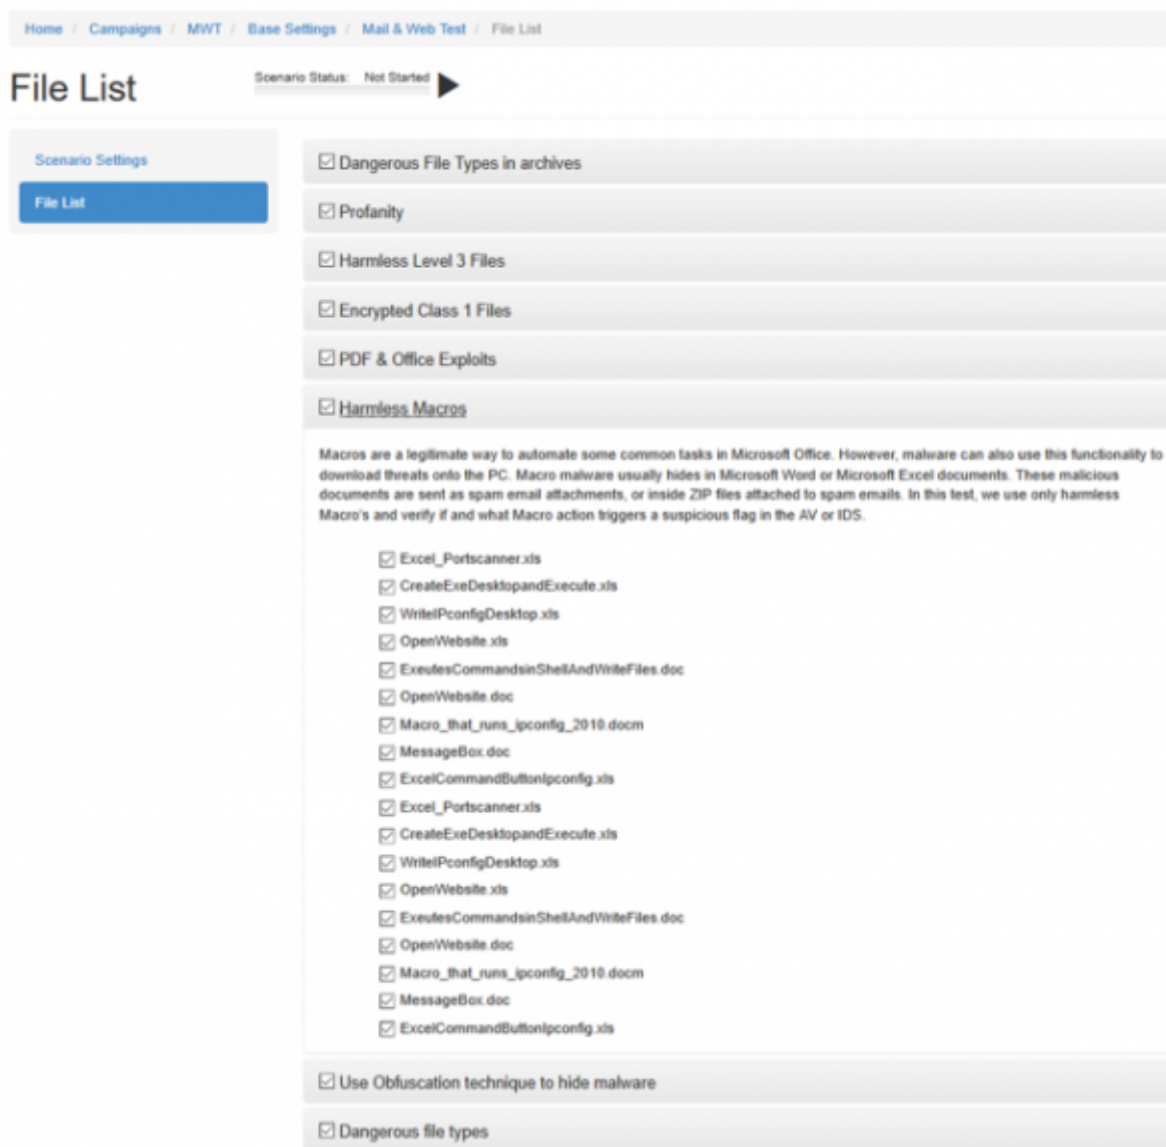 Home / Campaigns / MWT / Base Settings / Mail & Web Test / File List
File List
Scenario Status: Not Started
Scenario Settings
File List
Dangerous File Types in archives
Profanity
Harmless Level 3 Files
Encrypted Class 1 Files
PDF & Office Exploits
Harmless Macros
Macros are a legitimate way to automate some common tasks in Microsoft Office. However, malware can also use this functionality to
download threats onto the PC. Macro malware usually hides in Microsoft Word or Microsoft Excel documents. These malicious
documents are sent as spam email attachments, or inside ZIP files attached to spam emails. In this test, we use only harmless
Macro's and verify if and what Macro action triggers a suspicious flag in the AV or IDS.
Excel_Portscanner.xls
CreateExeDesktopandExecute.xls
WriteIPconfigDesktop.xls
OpenWebsite.xls
ExeutesCommandsinShellAndWriteFiles.doc
OpenWebsite.doc
Macro_that_runs_ipconfig_2010.docm
MessageBox.doc
ExcelCommandButtonIpconfig.xls
Excel_Portscanner.xls
CreateExeDesktopandExecute.xls
WriteIPconfigDesktop.xls
OpenWebsite.xls
ExeutesCommandsinShellAndWriteFiles.doc
OpenWebsite.doc
Macro_that_runs_ipconfig_2010.docm
MessageBox.doc
ExcelCommandButtonIpconfig.xls
Use Obfuscation technique to hide malware
Dangerous file types